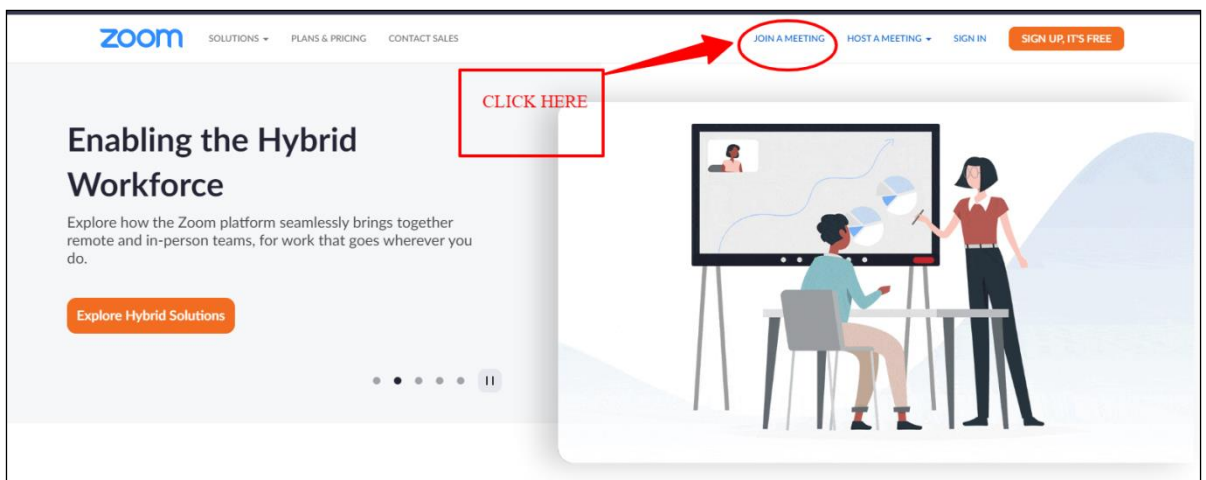 zoom SOLUTIONS PLANS & PRICING CONTACT SALES JOIN A MEETING HOST A MEETING SIGN IN SIGN UP, IT'S FREE
CLICK HERE
Enabling the Hybrid
Workforce
Explore how the Zoom platform seamlessly brings together
remote and in-person teams, for work that goes wherever you
do.
Explore Hybrid Solutions